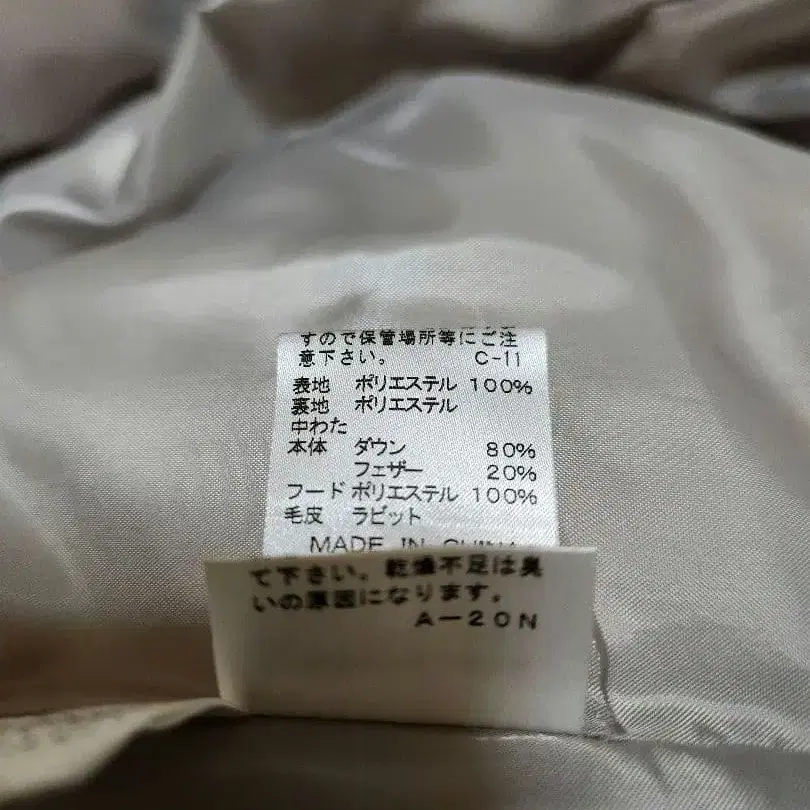 すので保管場所等にご注
意下さい。 C-11
表地 ポリエステル 100%
裏地 ポリエステル
中わた
本体 ダウン 80%
フェザー 20%
フード ポリエステル 100%
毛皮 ラビット
MADE IN CHINA
て下さい。乾燥不足は臭
いの原因になります。
A-20N